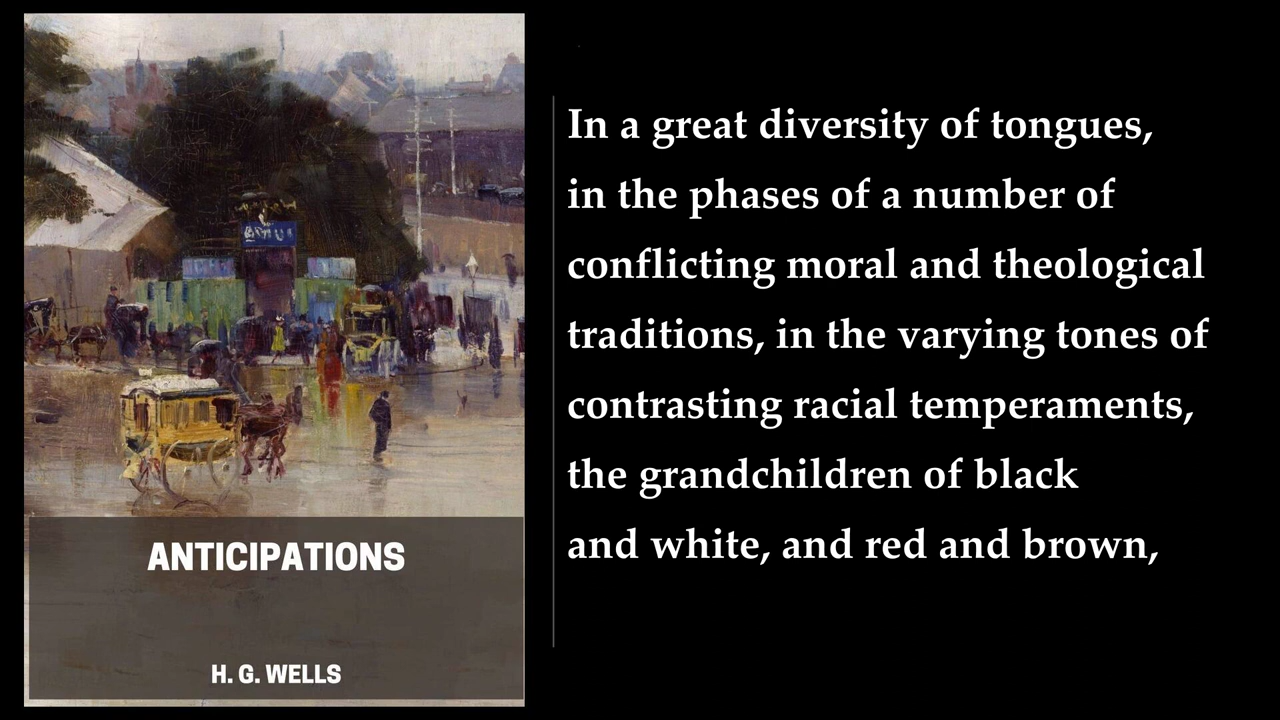 ANTICIPATIONS
H. G. WELLS
In a great diversity of tongues,
in the phases of a number of
conflicting moral and theological
traditions, in the varying tones of
contrasting racial temperaments,
the grandchildren of black
and white, and red and brown,